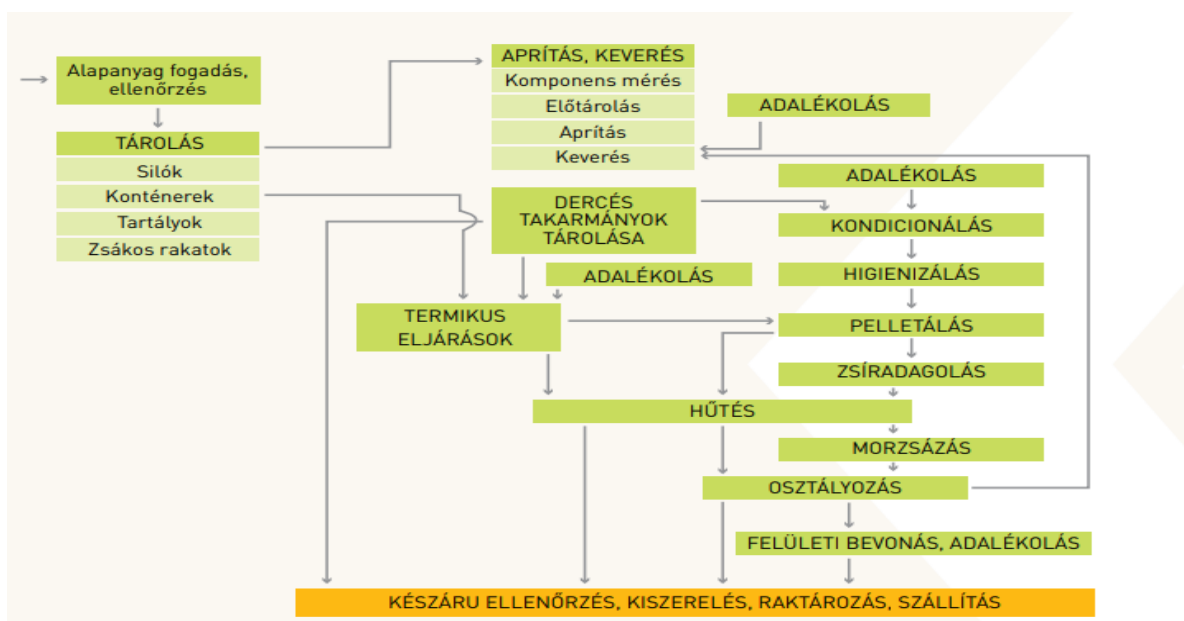 Alapanyag fogadás,
ellenőrzés
TÁROLÁS
Silók
Konténerek
Tartályok
Zsákos rakatok
APRÍTÁS, KEVERÉS
Komponens mérés
Előtárolás
Aprítás
Keverés
ADALÉKOLÁS
DERCÉS
TAKARMÁNYOK
TÁROLÁSA
ADALÉKOLÁS
KONDICIONÁLÁS
HIGIENIZÁLÁS
ADALÉKOLÁS
TERMIKUS
ELJÁRÁSOK
PELLETÁLÁS
ZSÍRADAGOLÁS
HŰTÉS
MORZSÁZÁS
OSZTÁLYOZÁS
FELÜLETI BEVONÁS, ADALÉKOLÁS
KÉSZÁRU ELLENŐRZÉS, KISZERELÉS, RAKTÁROZÁS, SZÁLLÍTÁS